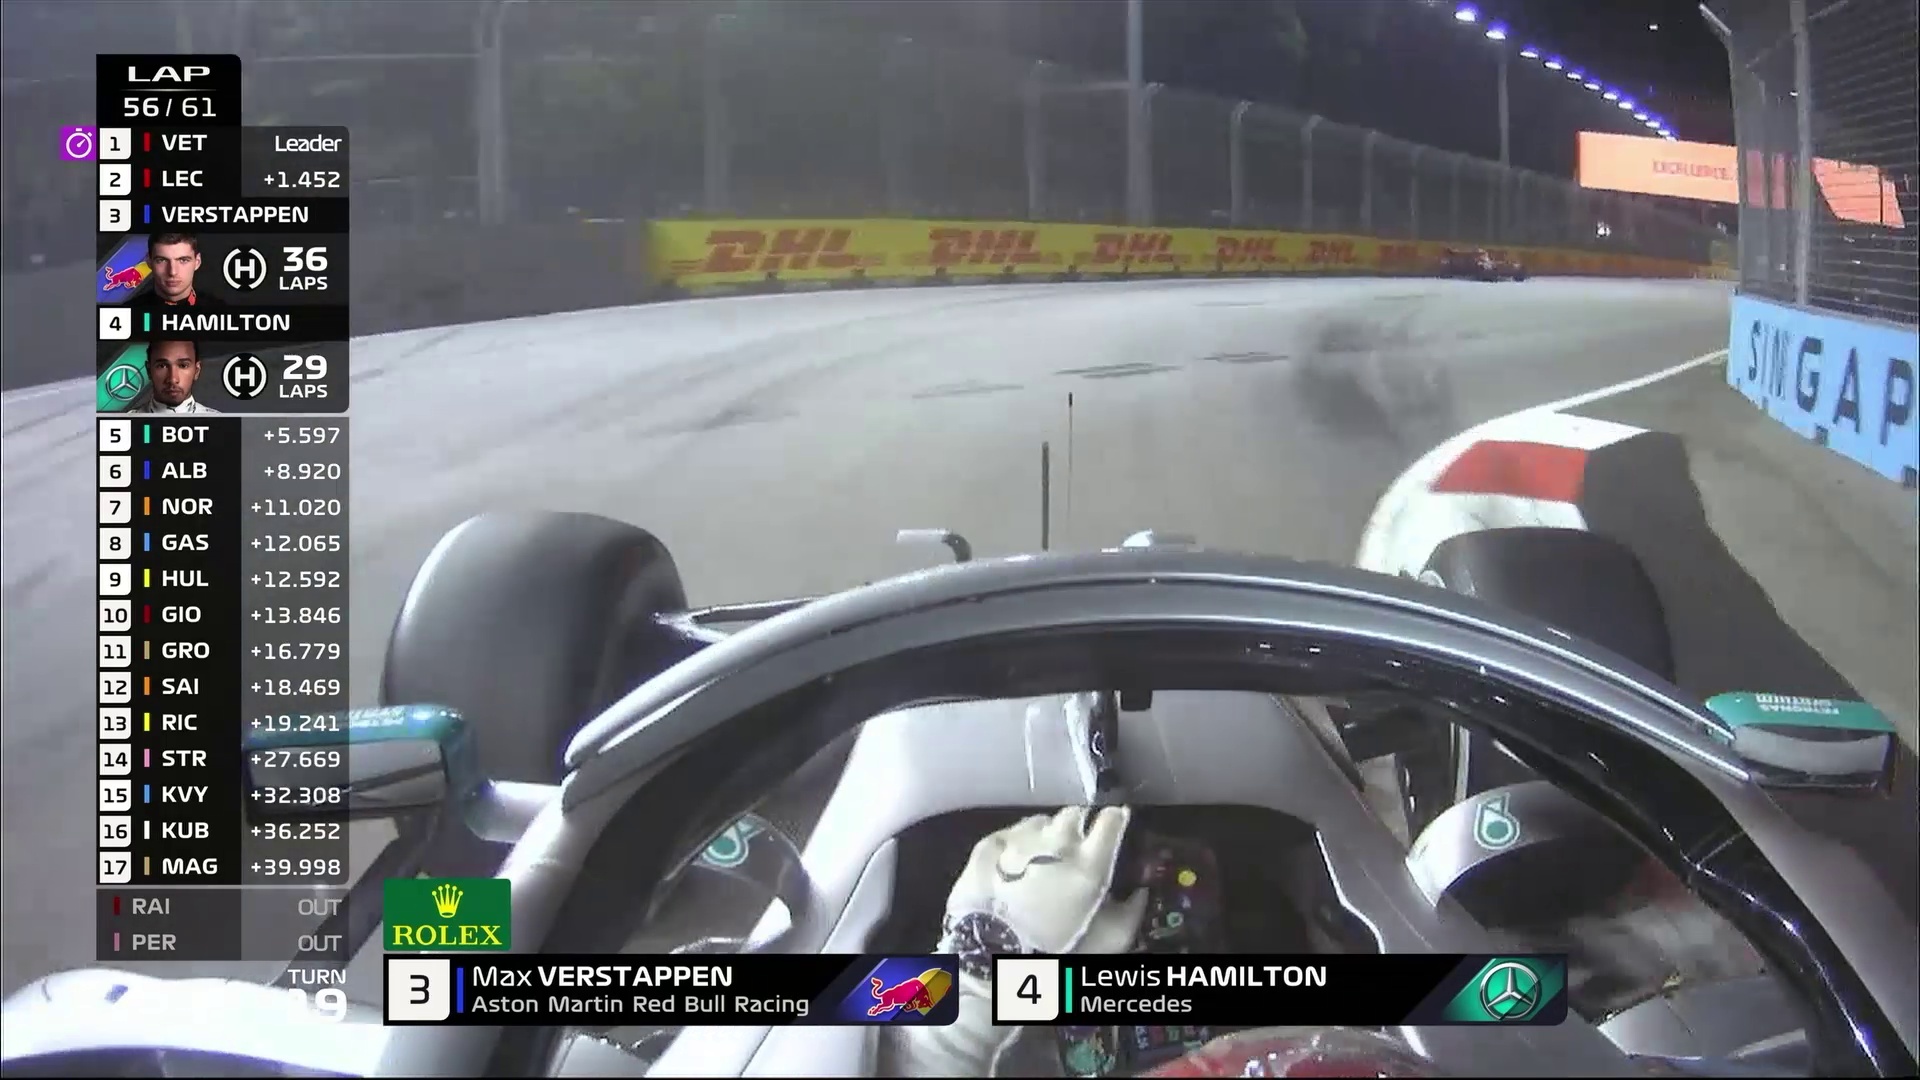 LAP
56 / 61
1 VET Leader
2 LEC +1.452
3 VERSTAPPEN
H 36 LAPS
4 HAMILTON
H 29 LAPS
5 BOT +5.597
6 ALB +8.920
7 NOR +11.020
8 GAS +12.065
9 HUL +12.592
10 GIO +13.846
11 GRO +16.779
12 SAI +18.469
13 RIC +19.241
14 STR +27.669
15 KVY +32.308
16 KUB +36.252
17 MAG +39.998
RAI OUT
PER OUT
TURN
EXCELLENCE.
DHL DHL DHL DHL DHL DHL
SINGAP
PETRONAS
ROLEX
3 Max VERSTAPPEN
Aston Martin Red Bull Racing
4 Lewis HAMILTON
Mercedes